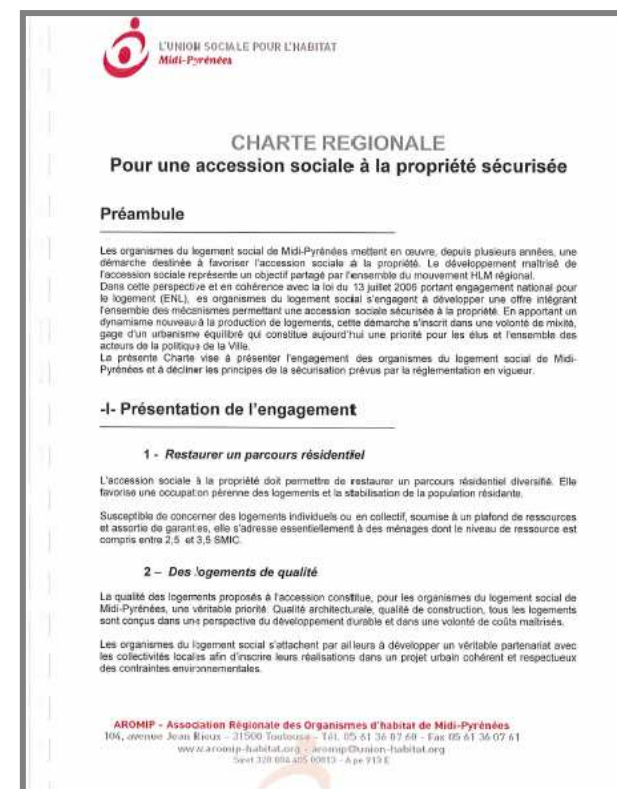 L'UNION SOCIALE POUR L'HABITAT
Midi-Pyrénées
CHARTE REGIONALE
Pour une accession sociale à la propriété sécurisée
Préambule
Les organismes du logement social de Midi-Pyrénées mettent en œuvre, depuis plusieurs années, une
démarche destinée à favoriser l'accession sociale à la propriété. Le développement maîtrisé de
l'accession sociale représente un objectif partagé par l'ensemble du mouvement HLM régional.
Dans cette perspective et en cohérence avec la loi du 13 juillet 2006 portant engagement national pour
le logement (ENL), es organismes du logement social s'engagent à développer une offre intégrant
l'ensemble des mécanismes permettant une accession sociale sécurisée à la propriété. En apportant un
dynamisme nouveau à la production de logements, cette démarche s'inscrit dans une volonté de mixité,
gage d'un urbanisme équilibré qui constitue aujourd'hui une priorité pour les élus et l'ensemble des
acteurs de la politique de la Ville.
La présente Charte vise à présenter l'engagement des organismes du logement social de Midi-
Pyrénées et à décliner les principes de la sécurisation prévus par la réglementation en vigueur.
-I- Présentation de l'engagement
1 - Restaurer un parcours résidentiel
L'accession sociale à la propriété doit permettre de restaurer un parcours résidentiel diversifié. Elle
favorise une occupation pérenne des logements et la stabilisation de la population résidante.
Susceptible de concerner des logements individuels ou en collectif, soumise à un plafond de ressources
et assortie de garanties, elle s'adresse essentiellement à des ménages dont le niveau de ressource est
compris entre 2,5 et 3,5 SMIC.
2 – Des logements de qualité
La qualité des logements proposés à l'accession constitue, pour les organismes du logement social de
Midi-Pyrénées, une véritable priorité. Qualité architecturale, qualité de construction, tous les logements
sont conçus dans une perspective du développement durable et dans une volonté de coûts maîtrisés.
Les organismes du logement social s'attachent par ailleurs à développer un véritable partenariat avec
les collectivités locales afin d'inscrire leurs réalisations dans un projet urbain cohérent et respectueux
des contraintes environnementales.
AROMIP - Association Régionale des Organismes d'habitat de Midi-Pyrénées
104, avenue Jean Rieux - 31500 Toulouse - Tél. 05 61 36 07 60 - Fax 05 61 36 07 61
www.aromip-habitat.org - aromip@union-habitat.org
Siret 320 004 405 00013 - Ape 913 E